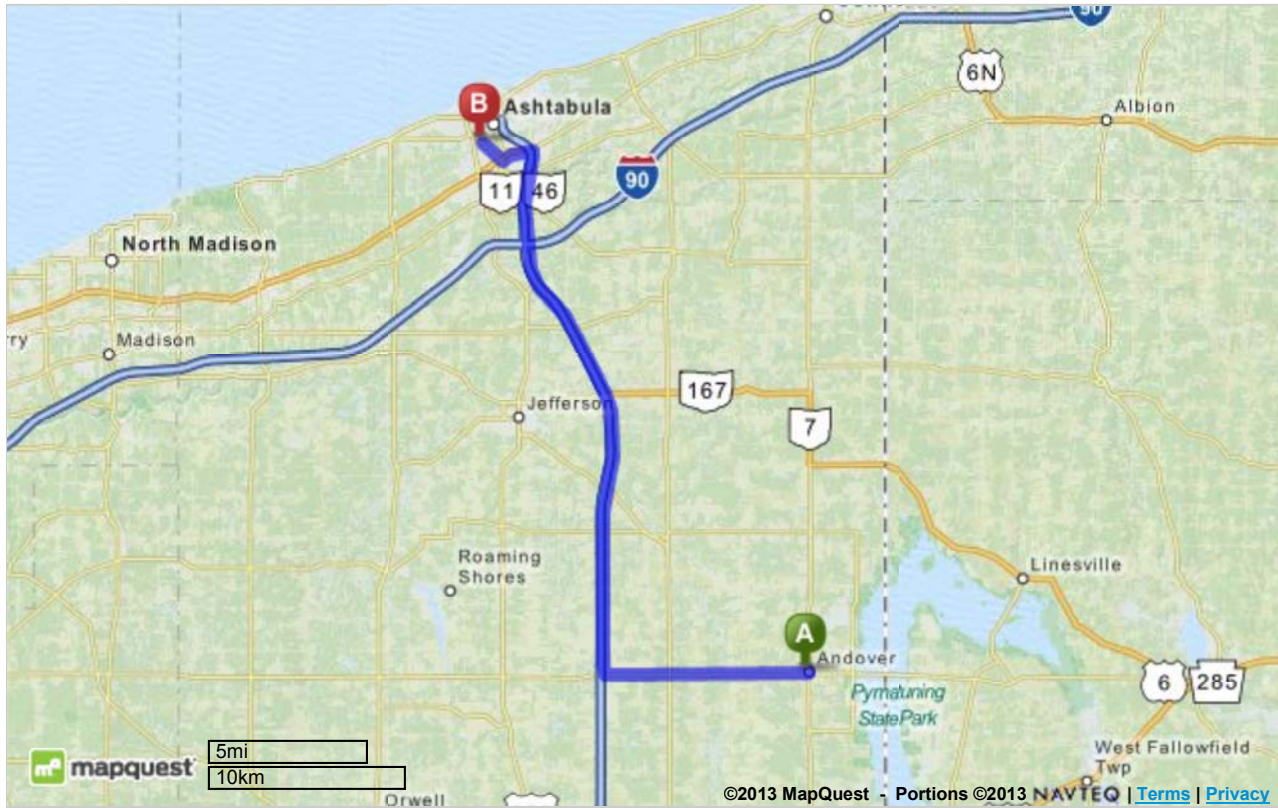 90
6N
B
Ashtabula
Albion
11
46
90
North Madison
Madison
167
Jefferson
7
Roaming
Shores
Linesville
A
Andover
Pymatuning
State Park
6
285
5mi
mapquest
10km
West Fallowfield
Twp
Orwell
©2013 MapQuest - Portions ©2013 NAVTEQ | Terms | Privacy